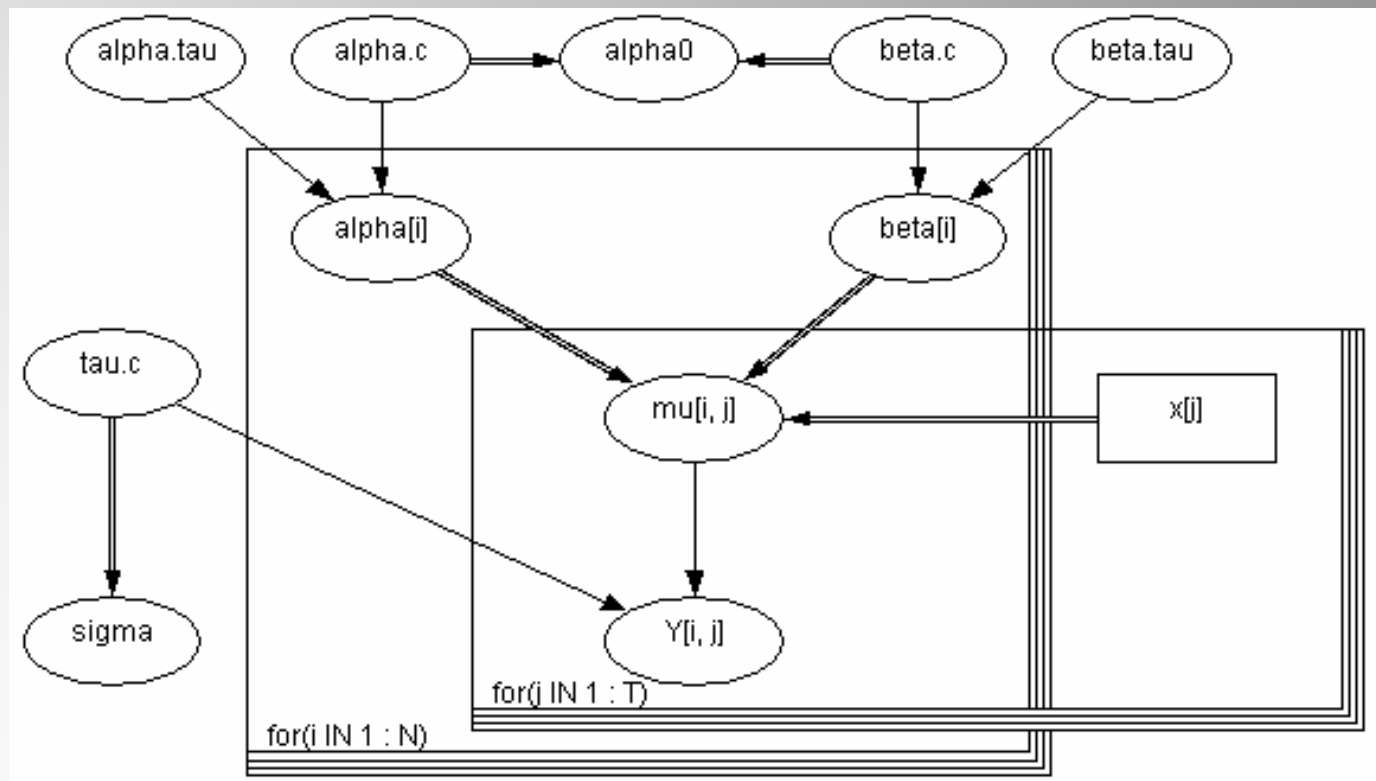 alpha.tau
alpha.c
alpha0
beta.c
beta.tau
alpha[i]
beta[i]
tau.c
mu[i, j]
x[j]
sigma
Y[i, j]
for(j IN 1 : T)
for(i IN 1 : N)